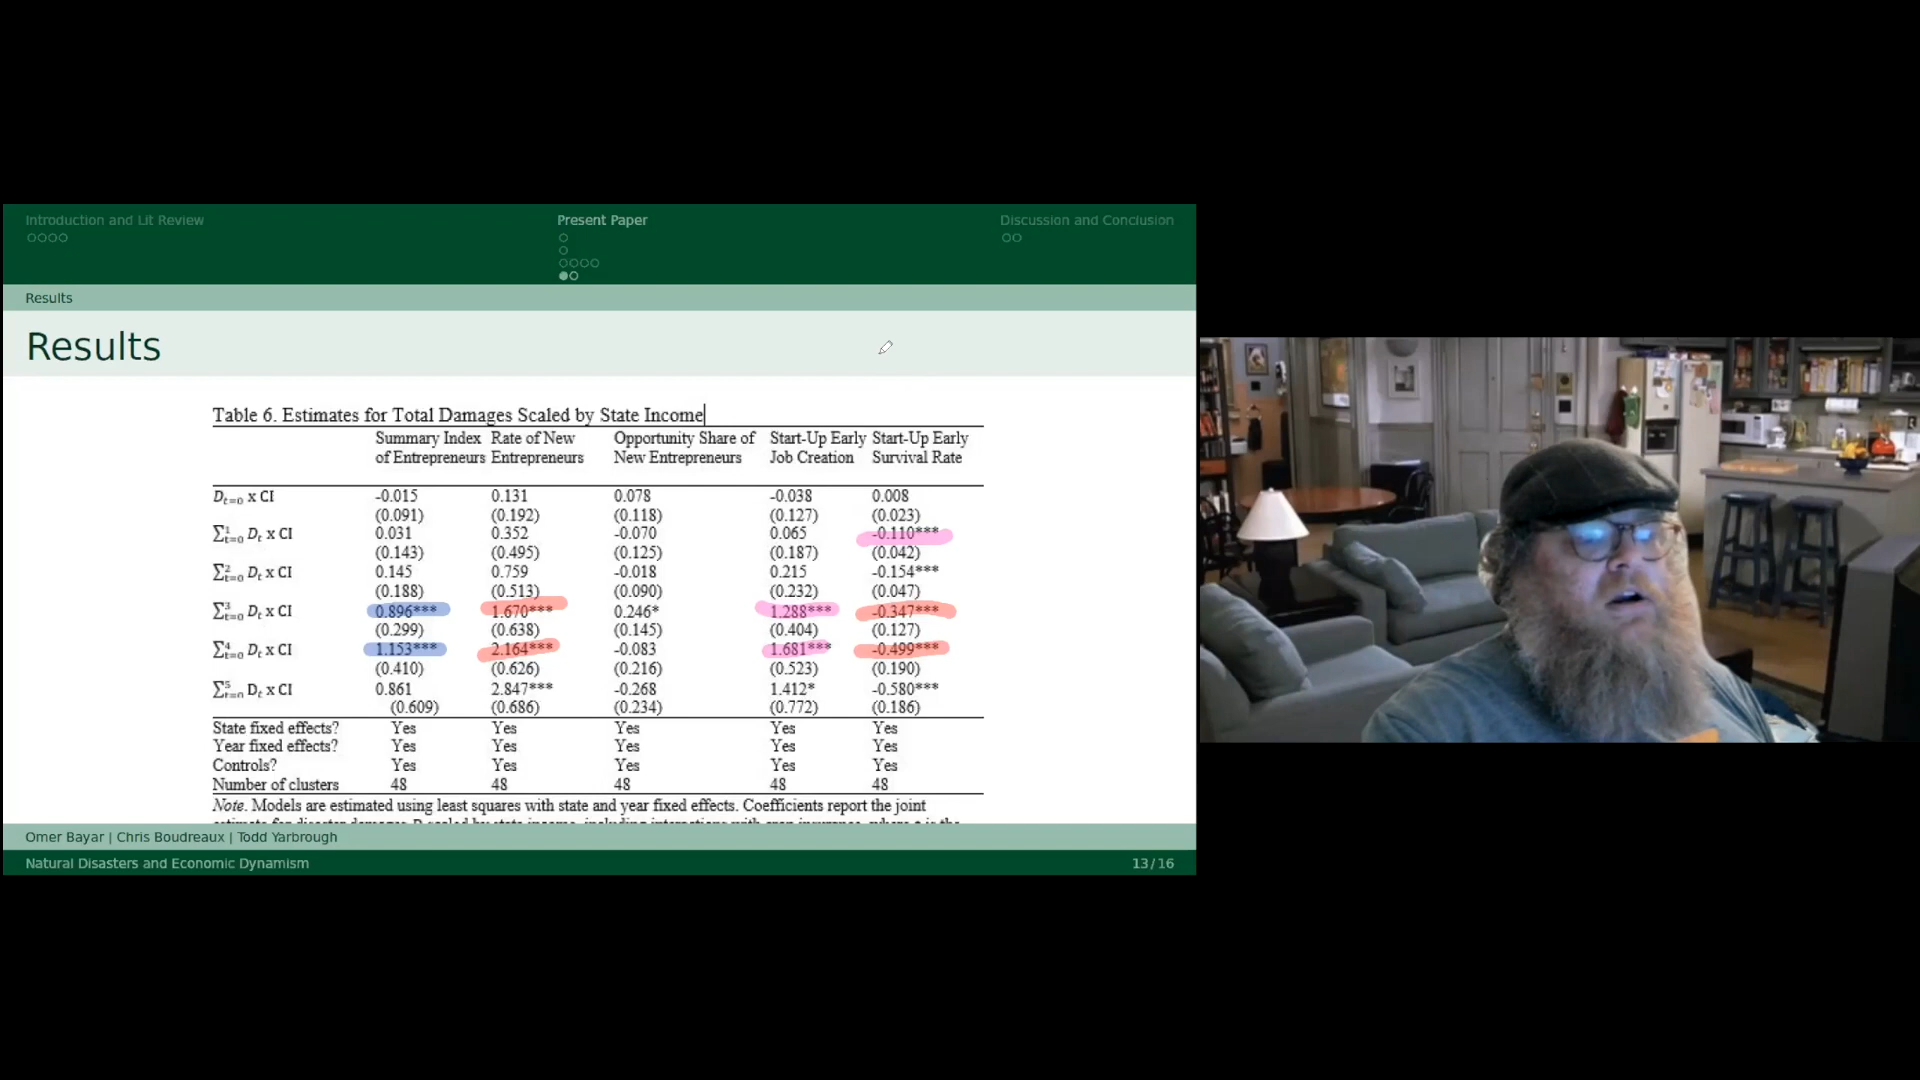 Introduction and Lit Review
Present Paper
Discussion and Conclusion
Results
Results
Table 6. Estimates for Total Damages Scaled by State Income
Summary Index Rate of New Opportunity Share of Start-Up Early Start-Up Early
of Entrepreneurs Entrepreneurs New Entrepreneurs Job Creation Survival Rate
D_{t=0} x CI -0.015 0.131 0.078 -0.038 0.008
(0.091) (0.192) (0.118) (0.127) (0.023)
∑_{t=0}^{1} D_t x CI 0.031 0.352 -0.070 0.065 -0.110***
(0.143) (0.495) (0.125) (0.187) (0.042)
∑_{t=0}^{2} D_t x CI 0.145 0.759 -0.018 0.215 -0.154***
(0.188) (0.513) (0.090) (0.232) (0.047)
∑_{t=0}^{3} D_t x CI 0.896*** 1.670*** 0.246* 1.288*** -0.347***
(0.299) (0.638) (0.145) (0.404) (0.127)
∑_{t=0}^{4} D_t x CI 1.153*** 2.164*** -0.083 1.681*** -0.499***
(0.410) (0.626) (0.216) (0.523) (0.190)
∑_{t=0}^{5} D_t x CI 0.861 2.847*** -0.268 1.412* -0.580***
(0.609) (0.686) (0.234) (0.772) (0.186)
State fixed effects? Yes Yes Yes Yes Yes
Year fixed effects? Yes Yes Yes Yes Yes
Controls? Yes Yes Yes Yes Yes
Number of clusters 48 48 48 48 48
Note. Models are estimated using least squares with state and year fixed effects. Coefficients report the joint
Omer Bayar | Chris Boudreaux | Todd Yarbrough
Natural Disasters and Economic Dynamism
13/16